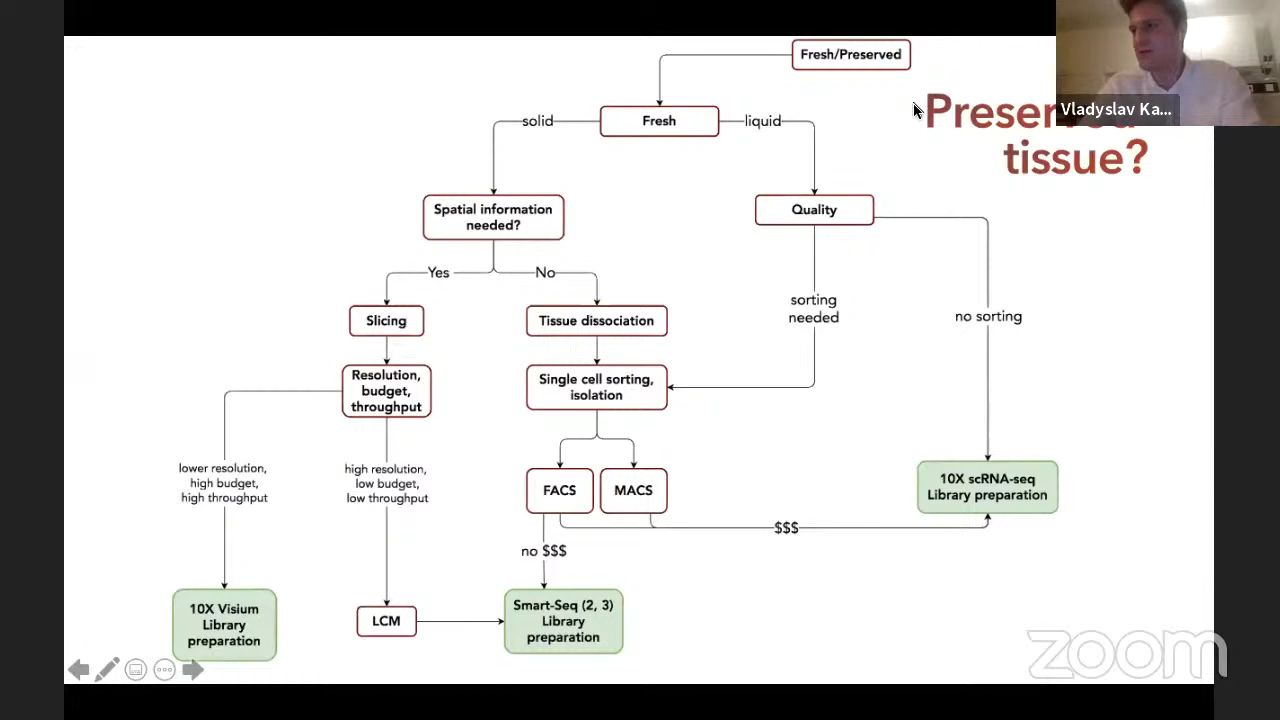 Fresh/Preserved
Vladyslav Ka...
tissue?
solid
Fresh
liquid
Spatial information
needed?
Quality
Yes
No
sorting
needed
no sorting
Slicing
Tissue dissociation
Resolution,
budget,
throughput
Single cell sorting,
isolation
lower resolution,
high budget,
high throughput
high resolution,
low budget,
low throughput
FACS
MACS
10X scRNA-seq
Library preparation
$$$
no $$$
10X Visium
Library
preparation
LCM
Smart-Seq (2, 3)
Library
preparation
zoom